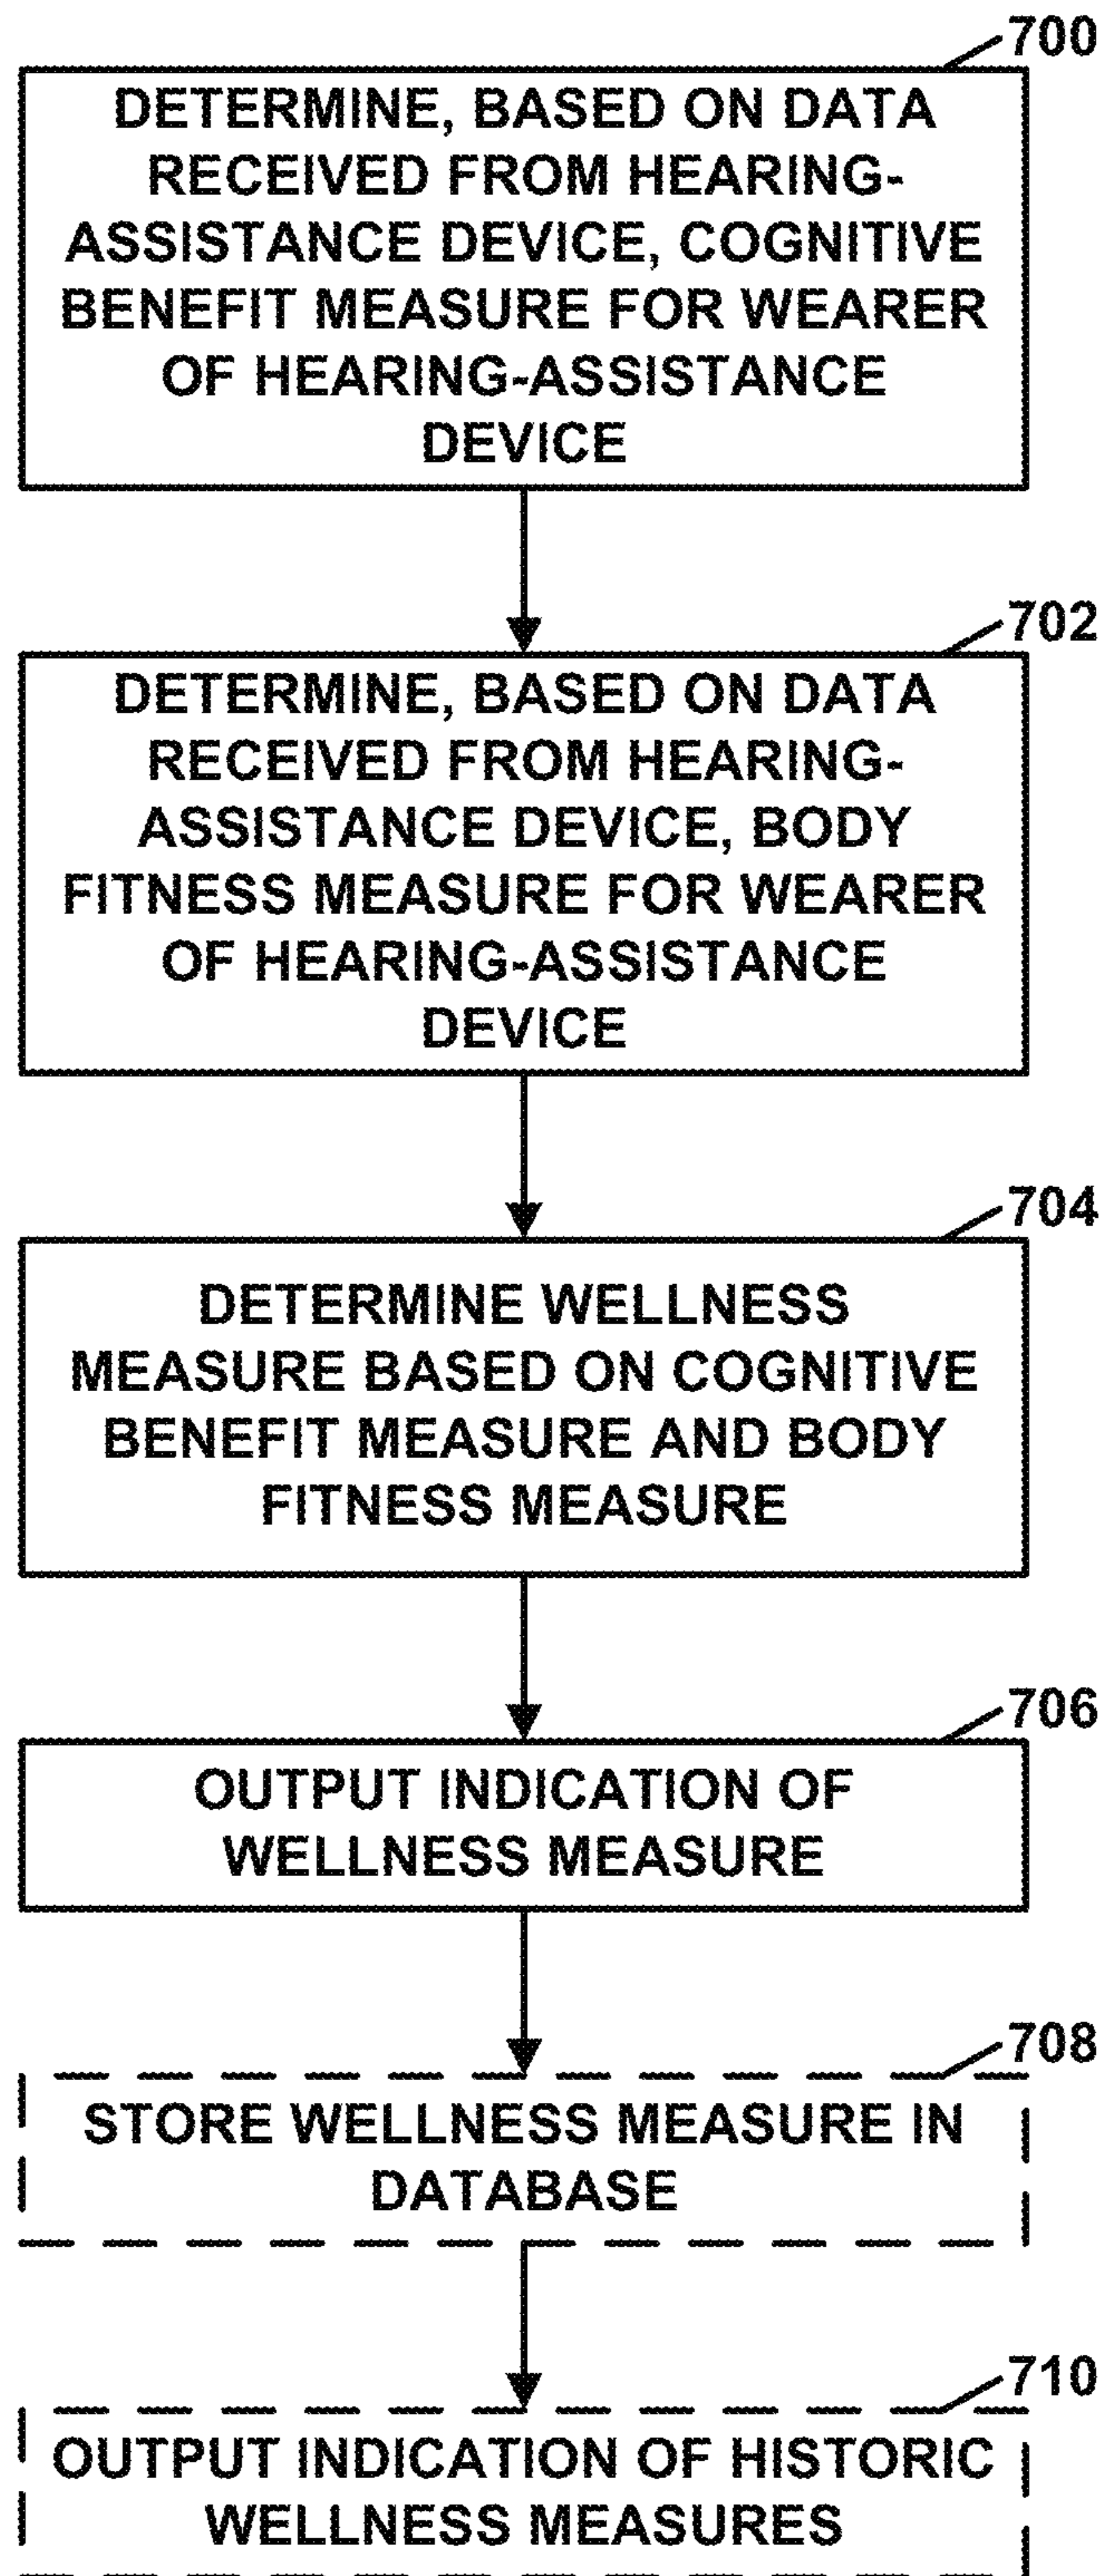 700
DETERMINE, BASED ON DATA
RECEIVED FROM HEARING-
ASSISTANCE DEVICE, COGNITIVE
BENEFIT MEASURE FOR WEARER
OF HEARING-ASSISTANCE
DEVICE
702
DETERMINE, BASED ON DATA
RECEIVED FROM HEARING-
ASSISTANCE DEVICE, BODY
FITNESS MEASURE FOR WEARER
OF HEARING-ASSISTANCE
DEVICE
704
DETERMINE WELLNESS
MEASURE BASED ON COGNITIVE
BENEFIT MEASURE AND BODY
FITNESS MEASURE
706
OUTPUT INDICATION OF
WELLNESS MEASURE
708
STORE WELLNESS MEASURE IN
DATABASE
710
OUTPUT INDICATION OF HISTORIC
WELLNESS MEASURES